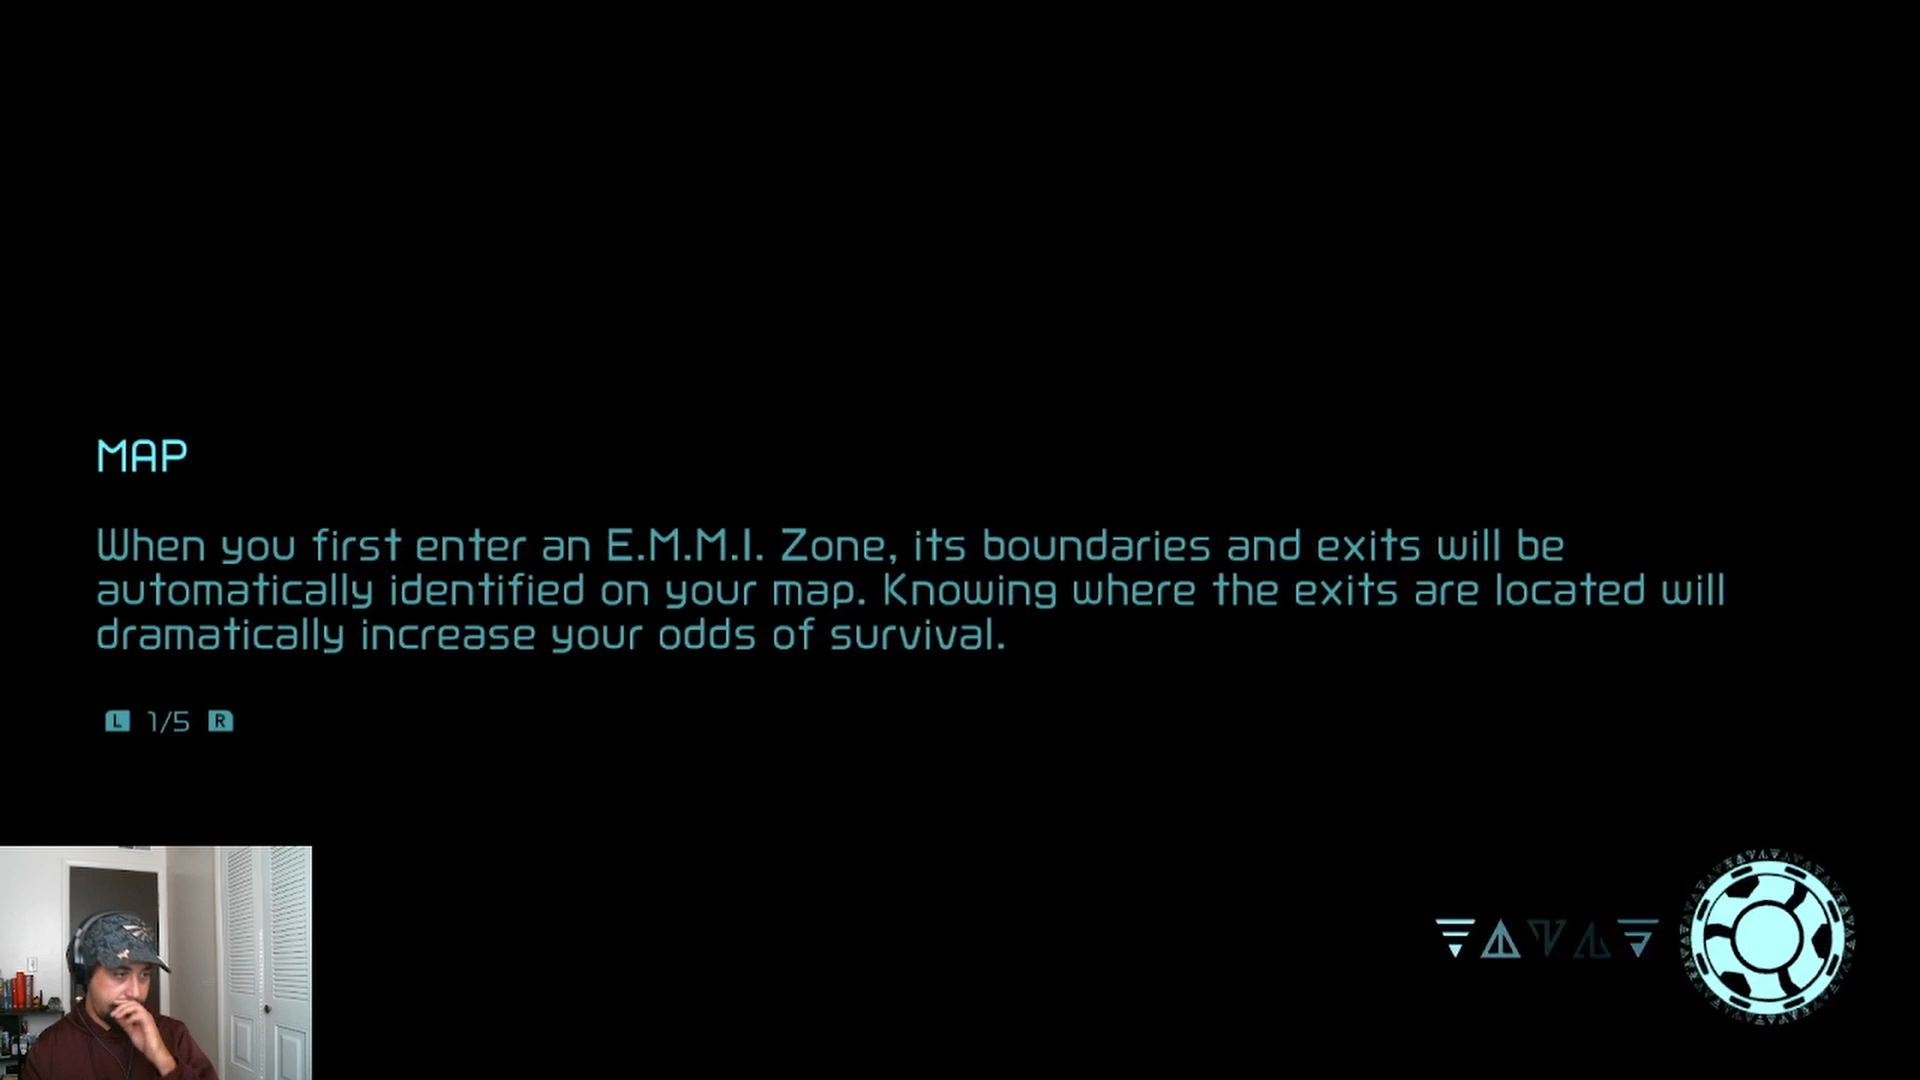 MAP
When you first enter an E.M.M.I. Zone, its boundaries and exits will be
automatically identified on your map. Knowing where the exits are located will
dramatically increase your odds of survival.
L 1/5 R